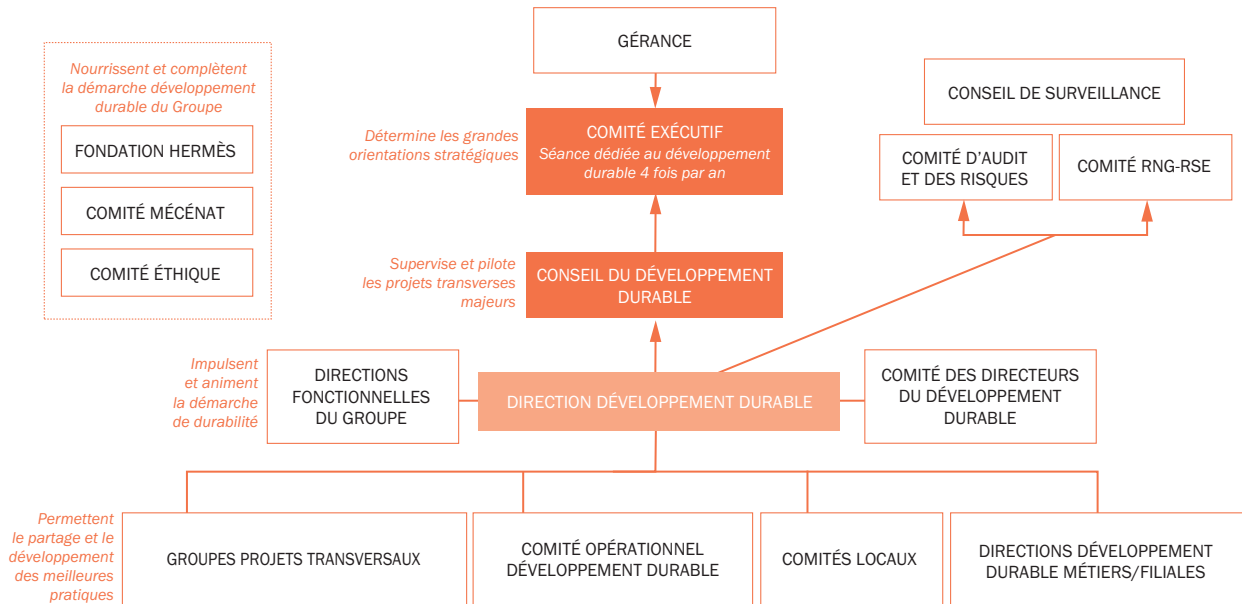 GÉRANCE
Nourrissent et complètent
la démarche développement
durable du Groupe
FONDATION HERMÈS
COMITÉ MÉCÉNAT
COMITÉ ÉTHIQUE
Détermine les grandes
orientations stratégiques
COMITÉ EXÉCUTIF
Séance dédiée au développement
durable 4 fois par an
CONSEIL DE SURVEILLANCE
COMITÉ D’AUDIT
ET DES RISQUES
COMITÉ RNG-RSE
Supervise et pilote
les projets transverses
majeurs
CONSEIL DU DÉVELOPPEMENT
DURABLE
Impulsent
et animent
la démarche
de durabilité
DIRECTIONS
FONCTIONNELLES
DU GROUPE
DIRECTION DÉVELOPPEMENT DURABLE
COMITÉ DES DIRECTEURS
DU DÉVELOPPEMENT
DURABLE
Permettent
le partage et le
développement
des meilleures
pratiques
GROUPES PROJETS TRANSVERSAUX
COMITÉ OPÉRATIONNEL
DÉVELOPPEMENT DURABLE
COMITÉS LOCAUX
DIRECTIONS DÉVELOPPEMENT
DURABLE MÉTIERS/FILIALES